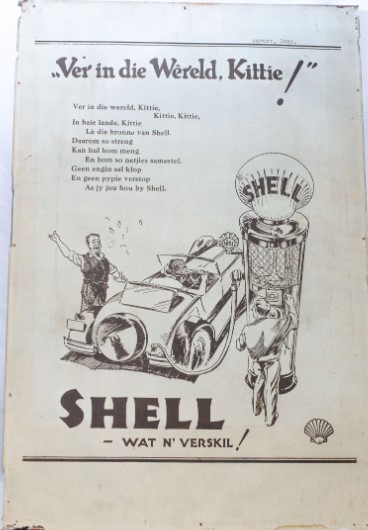 „Ver in die Wêreld, Kittie!”
Ver in die wereld, Kittie,
Kittie, Kittie,
In baie lande, Kittie
Lê die bronne van Shell
Daarom so streng
Kan hul hom meng
En hom so netjies samestel.
Geen engin sal klop
En geen pypie verstop
As jy jou hou by Shell.
SHELL
SHELL
– WAT N' VERSKIL!